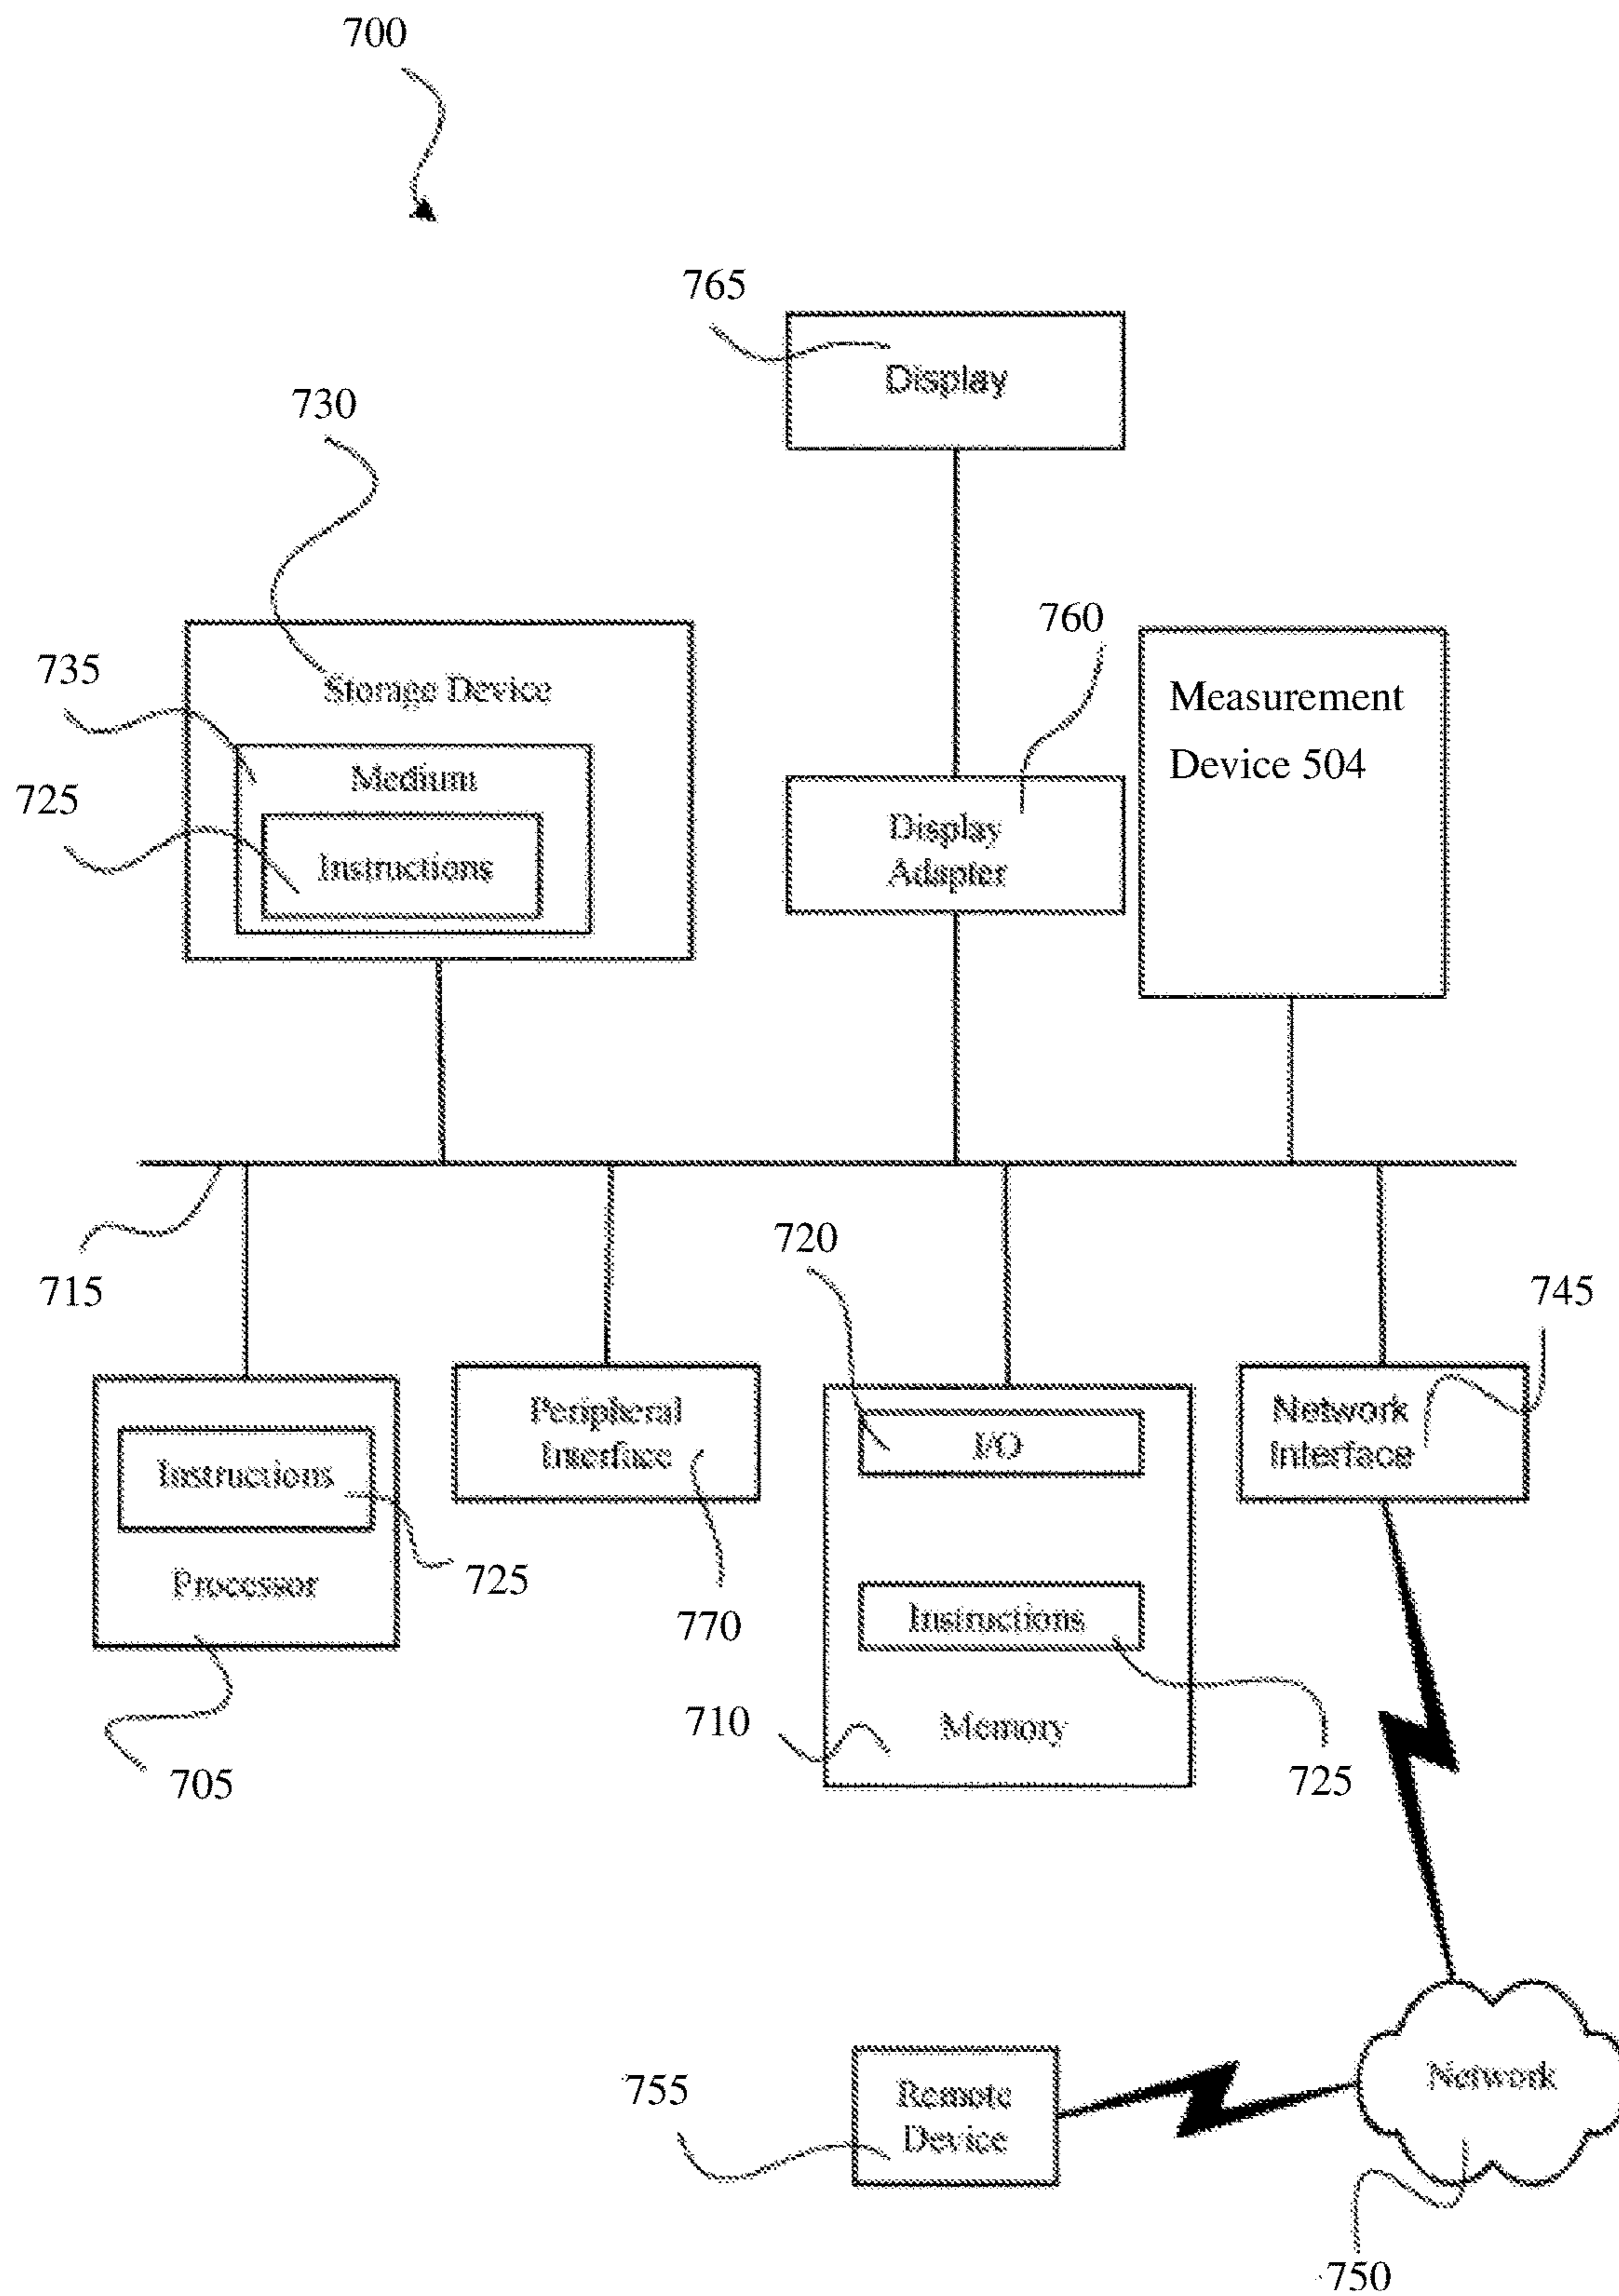 700
765
Display
730
760
Measurement
Device 504
735
Storage Device
725
Medium
Instructions
Display
Adapter
715
720
745
Instructions
Processor
725
705
Peripheral
Interface
770
I/O
Instructions
710
Memory
725
Network
Interface
755
Remote
Device
Network
750